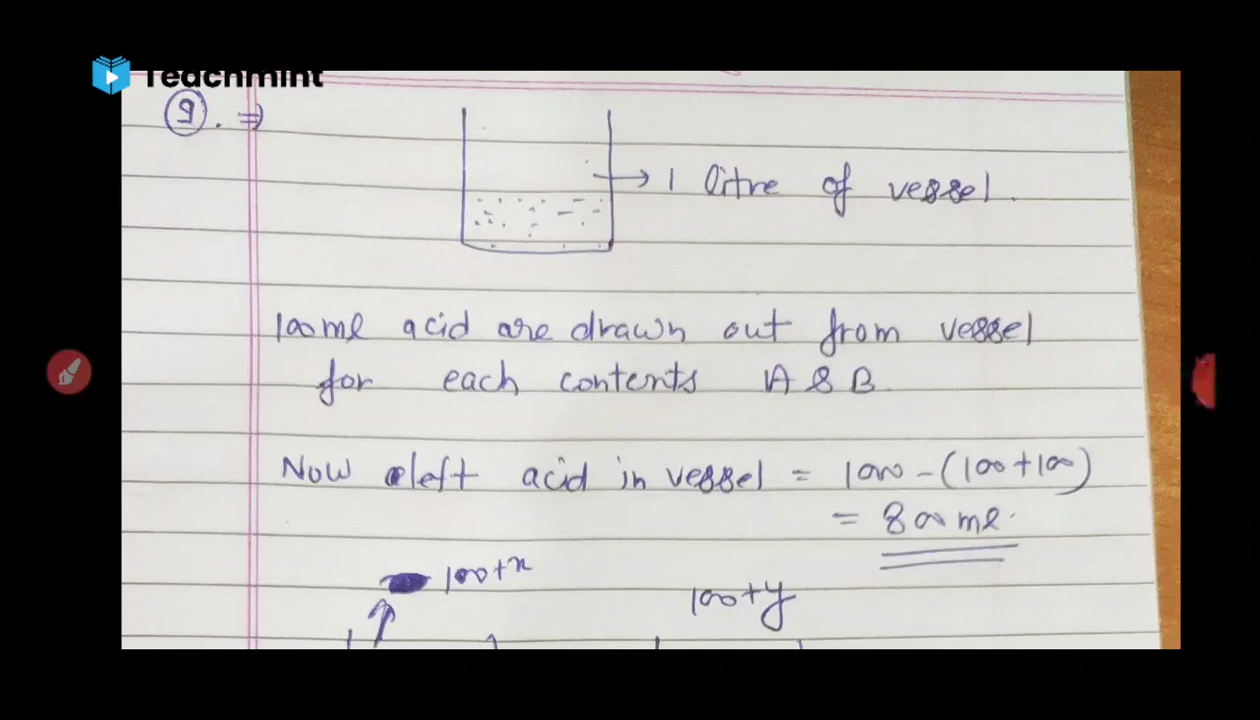 Teachmint
9. ⇒
→ 1 litre of vessel.
100ml acid are drawn out from vessel
for each contents A & B.
Now left acid in vessel = 1000 - (100+100)
= 800 ml.
100+x
100+y